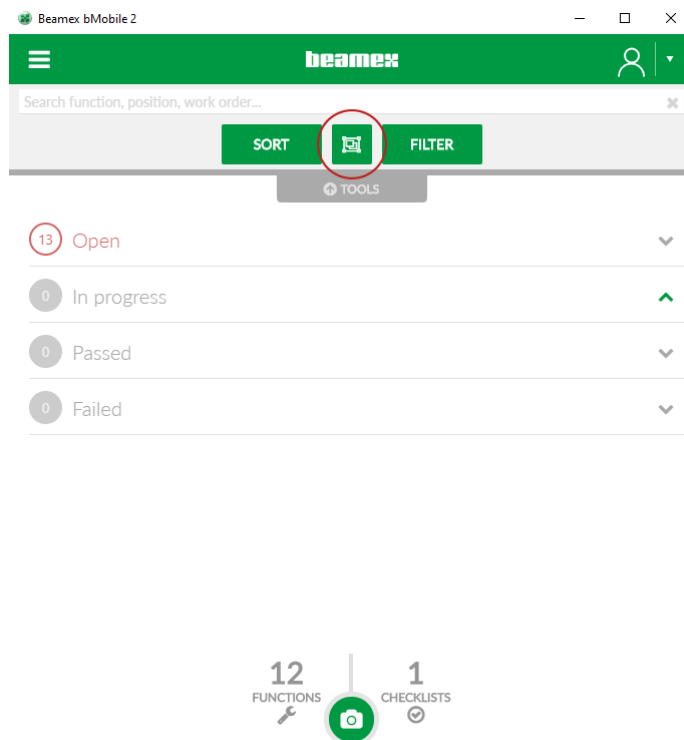 Beamex bMobile 2
beamex
Search function, position, work order...
SORT
FILTER
TOOLS
13 Open
0 In progress
0 Passed
0 Failed
12 1
FUNCTIONS CHECKLISTS